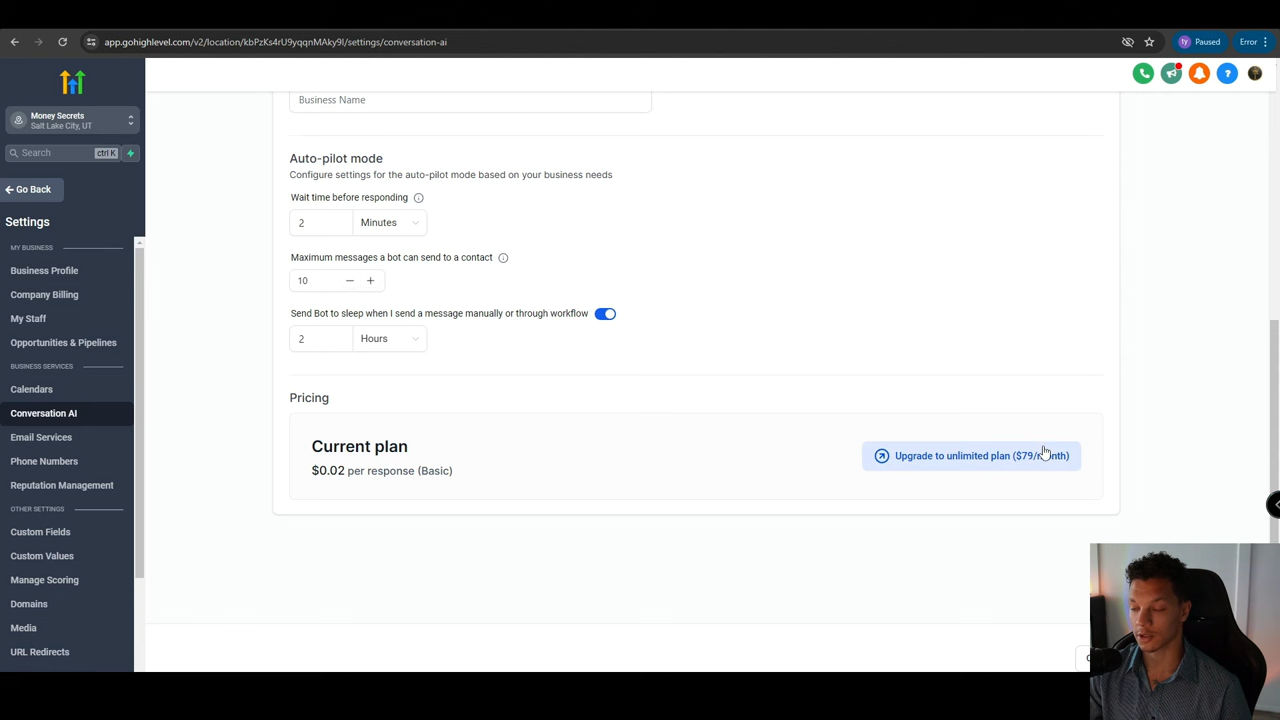 app.gohighlevel.com/v2/location/kbPzKs4rU9yqqnMAky9I/settings/conversation-ai
ty
Paused
Error
Money Secrets
Salt Lake City, UT
Search
ctrl K
Go Back
Settings
MY BUSINESS
Business Profile
Company Billing
My Staff
Opportunities & Pipelines
BUSINESS SERVICES
Calendars
Conversation AI
Email Services
Phone Numbers
Reputation Management
OTHER SETTINGS
Custom Fields
Custom Values
Manage Scoring
Domains
Media
URL Redirects
Business Name
Auto-pilot mode
Configure settings for the auto-pilot mode based on your business needs
Wait time before responding
2 Minutes
Maximum messages a bot can send to a contact
10
Send Bot to sleep when I send a message manually or through workflow
2 Hours
Pricing
Current plan
$0.02 per response (Basic)
Upgrade to unlimited plan ($79/month)